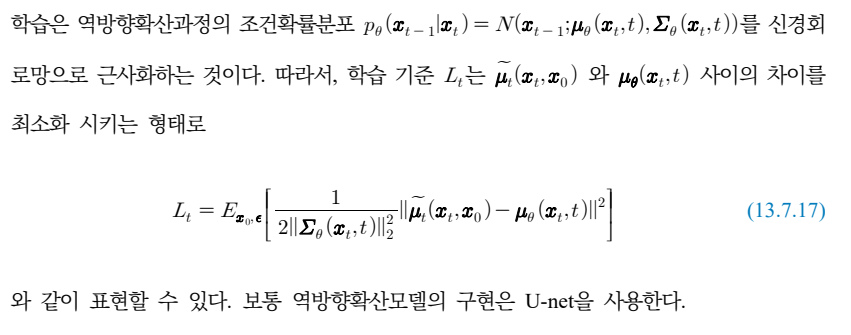 학습은 역방향확산과정의 조건확률분포 $p_\theta(\boldsymbol{x}_{t-1}|\boldsymbol{x}_t) = N(\boldsymbol{x}_{t-1};\boldsymbol{\mu}_\theta(\boldsymbol{x}_t,t),\boldsymbol{\Sigma}_\theta(\boldsymbol{x}_t,t))$를 신경회
로망으로 근사화하는 것이다. 따라서, 학습 기준 $L_t$는 $\widetilde{\boldsymbol{\mu}_t}(\boldsymbol{x}_t,\boldsymbol{x}_0)$ 와 $\boldsymbol{\mu}_{\boldsymbol{\theta}}(\boldsymbol{x}_t,t)$ 사이의 차이를
최소화 시키는 형태로
$L_t = E_{\boldsymbol{x}_0,\boldsymbol{\epsilon}}\left[\frac{1}{2||\boldsymbol{\Sigma}_\theta(\boldsymbol{x}_t,t)||_2^2}||\widetilde{\boldsymbol{\mu}_t}(\boldsymbol{x}_t,\boldsymbol{x}_0) - \boldsymbol{\mu}_\theta(\boldsymbol{x}_t,t)||^2\right]$ (13.7.17)
와 같이 표현할 수 있다. 보통 역방향확산모델의 구현은 U-net을 사용한다.